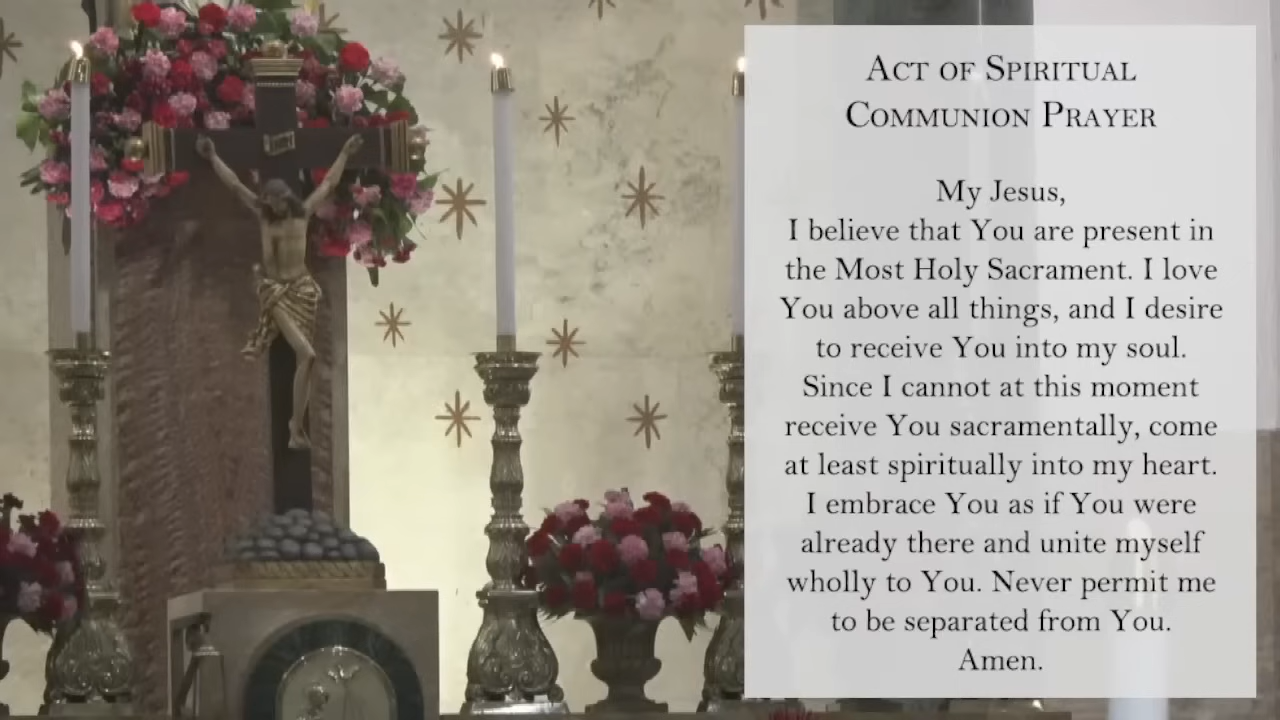 Act of Spiritual
Communion Prayer
My Jesus,
I believe that You are present in
the Most Holy Sacrament. I love
You above all things, and I desire
to receive You into my soul.
Since I cannot at this moment
receive You sacramentally, come
at least spiritually into my heart.
I embrace You as if You were
already there and unite myself
wholly to You. Never permit me
to be separated from You.
Amen.